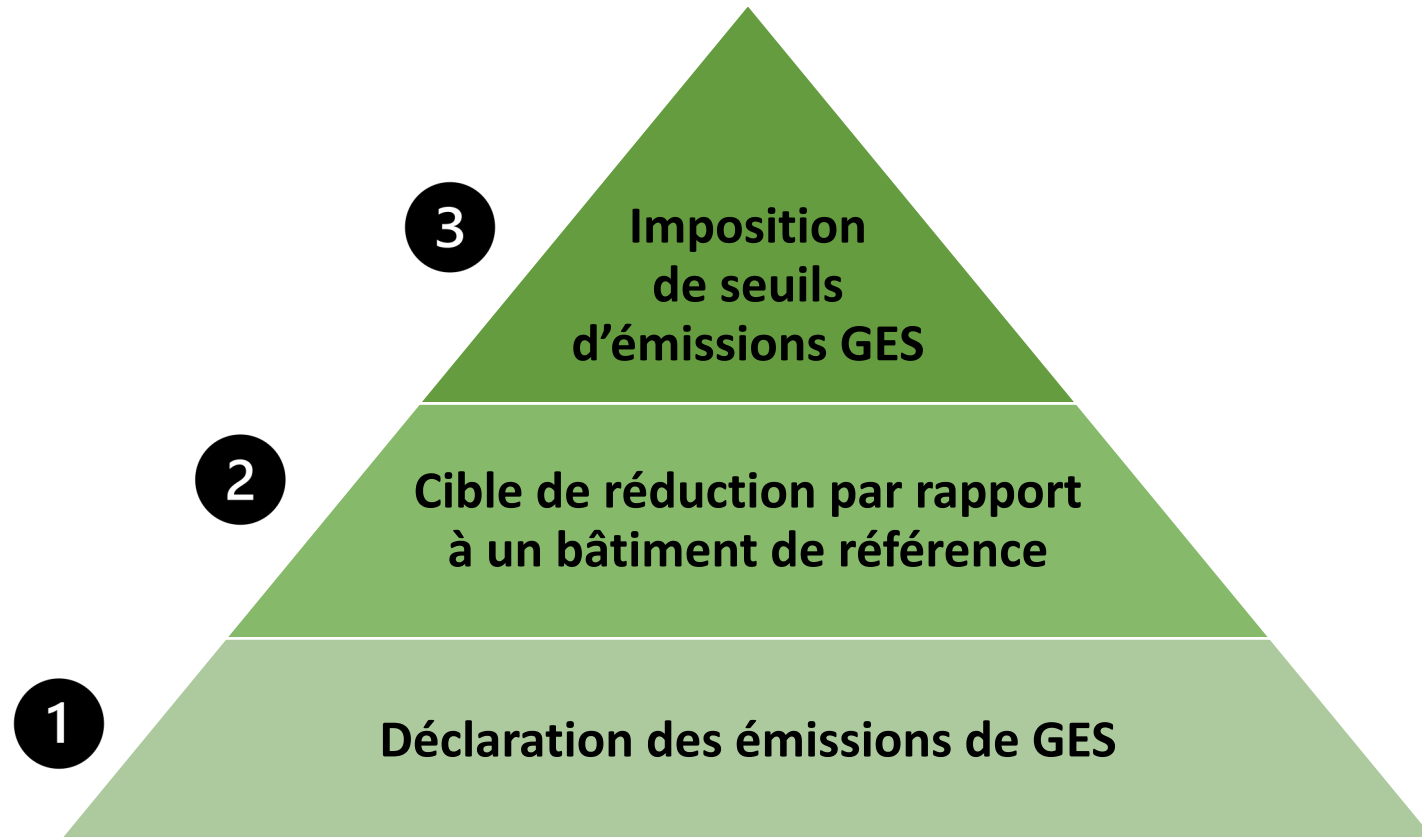 3
Imposition
de seuils
d’émissions GES
2
Cible de réduction par rapport
à un bâtiment de référence
1
Déclaration des émissions de GES